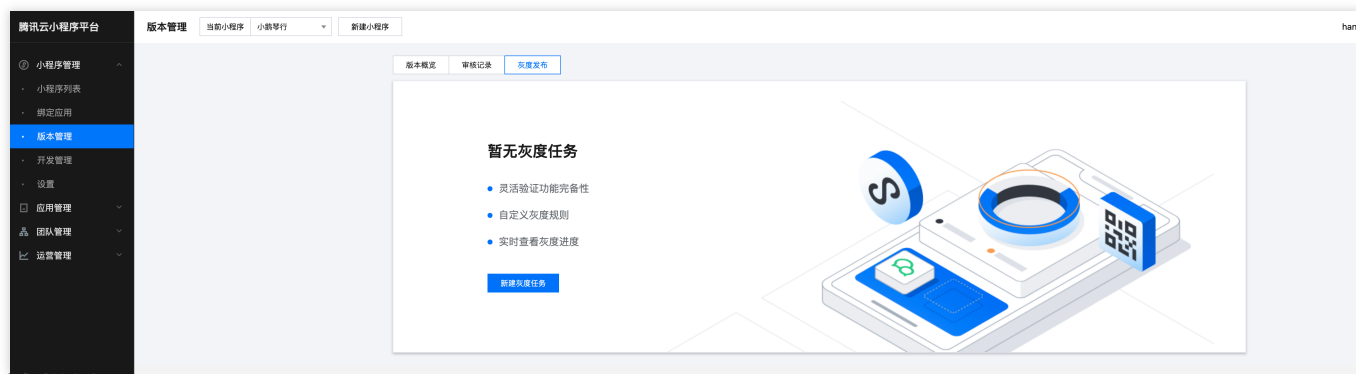 腾讯云小程序平台
版本管理 当前小程序 小鹅琴行 新建小程序
han
小程序管理
小程序列表
绑定应用
版本管理
开发管理
设置
应用管理
团队管理
运营管理
版本概览 审核记录 灰度发布
暂无灰度任务
灵活验证功能完备性
自定义灰度规则
实时查看灰度进度
新建灰度任务